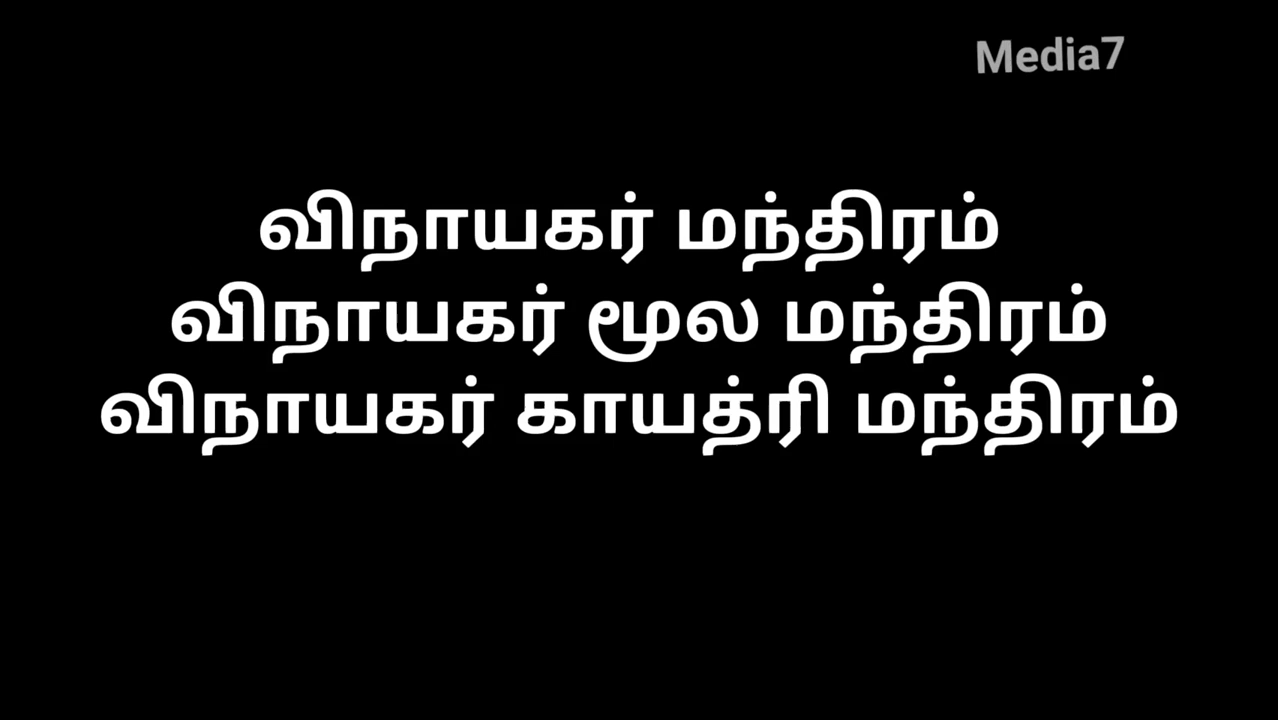 Media7
விநாயகர் மந்திரம்
விநாயகர் மூல மந்திரம்
விநாயகர் காயத்ரி மந்திரம்